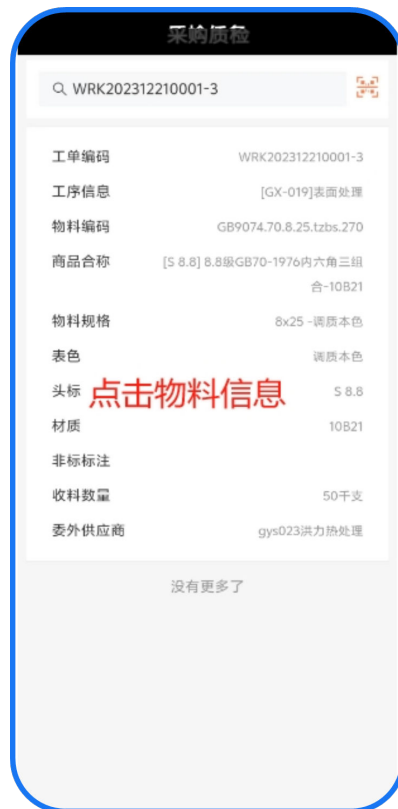 采购质检
WRK202312210001-3
工单编码 WRK202312210001-3
工序信息 [GX-019]表面处理
物料编码 GB9074.70.8.25.tzbs.270
商品合称 [S 8.8] 8.8级GB70-1976内六角三组
合-10B21
物料规格 8x25 -调质本色
表色 调质本色
头标 S 8.8
点击物料信息
材质 10B21
非标标注
收料数量 50千支
委外供应商 gys023洪力热处理
没有更多了